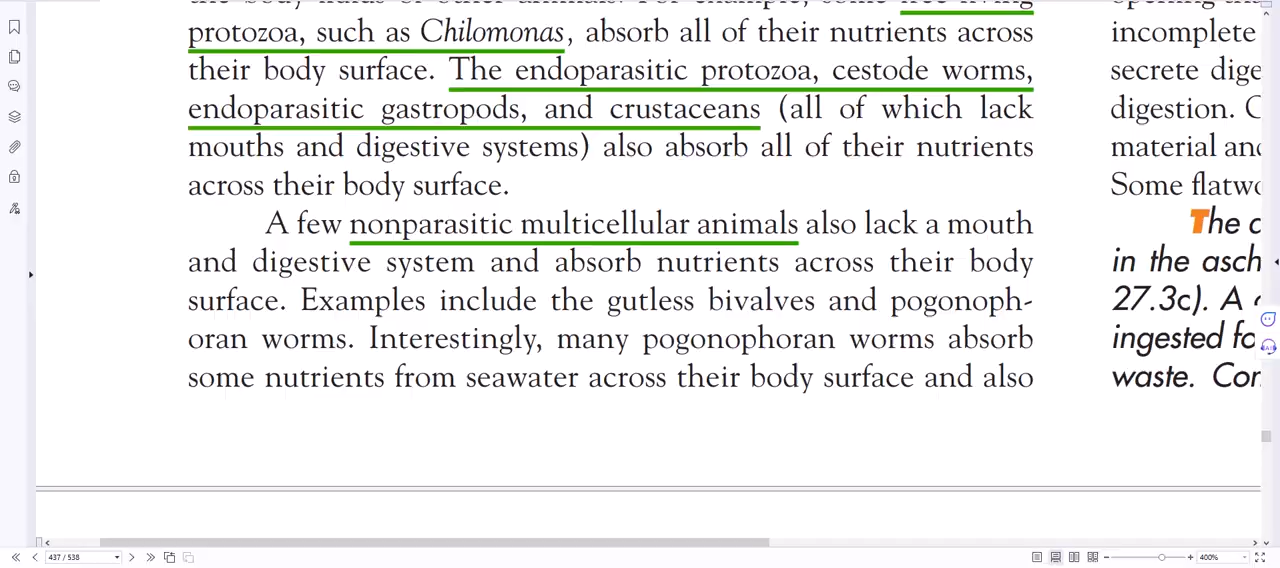 protozoa, such as Chilomonas, absorb all of their nutrients across
their body surface. The endoparasitic protozoa, cestode worms,
endoparasitic gastropods, and crustaceans (all of which lack
mouths and digestive systems) also absorb all of their nutrients
across their body surface.
A few nonparasitic multicellular animals also lack a mouth
and digestive system and absorb nutrients across their body
surface. Examples include the gutless bivalves and pogonoph-
oran worms. Interestingly, many pogonophoran worms absorb
some nutrients from seawater across their body surface and also
incomplete
secrete dige
digestion. C
material and
Some flatwo
The c
in the asch
27.3c). A
ingested fo
waste. Con
437 / 538
400%